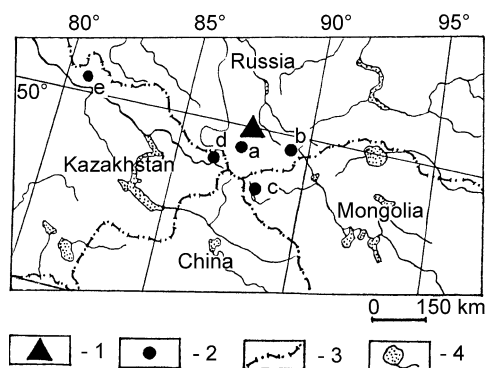 80° 85° 90° 95°
Russia
50°
e
b
d
a
Kazakhstan
c
Mongolia
China
0 150 km
- 1 - 2 - 3 - 4